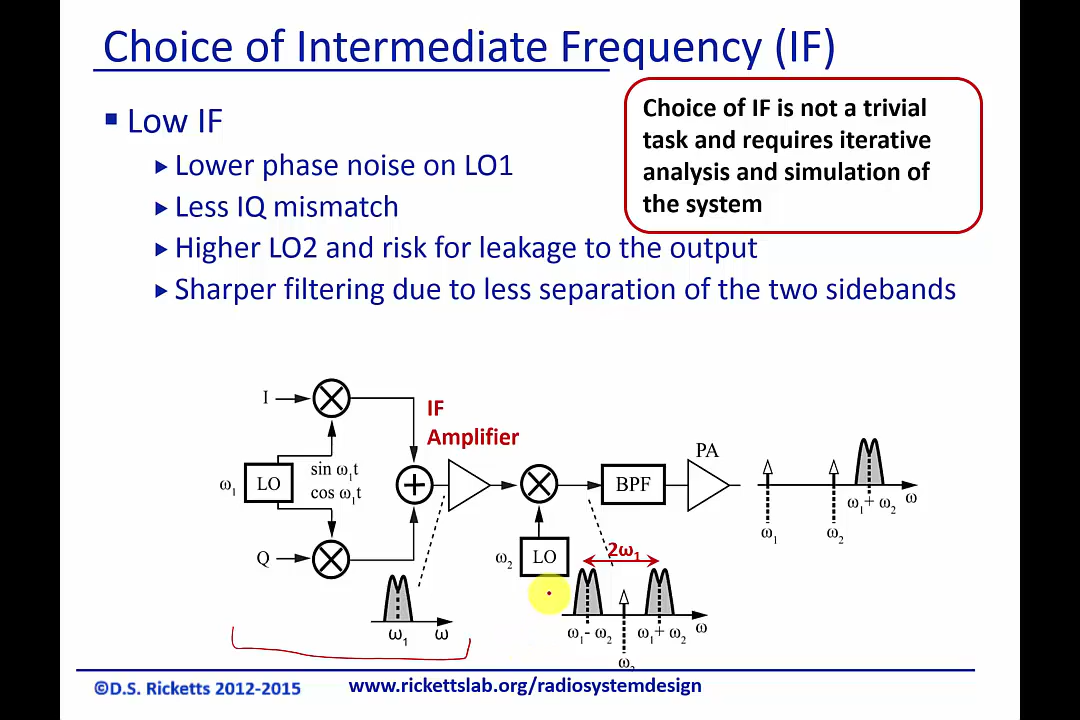 Choice of Intermediate Frequency (IF)
Low IF
Lower phase noise on LO1
Less IQ mismatch
Higher LO2 and risk for leakage to the output
Sharper filtering due to less separation of the two sidebands
Choice of IF is not a trivial
task and requires iterative
analysis and simulation of
the system
I
IF
Amplifier
PA
ω₁
LO
sin ω₁t
cos ω₁t
BPF
ω₁
ω₂
ω₁+ ω₂
ω
Q
ω₂
LO
2ω₁
ω₁
ω
ω₁- ω₂
ω₁+ ω₂
ω
ω₂
©D.S. Ricketts 2012-2015
www.rickettslab.org/radiosystemdesign